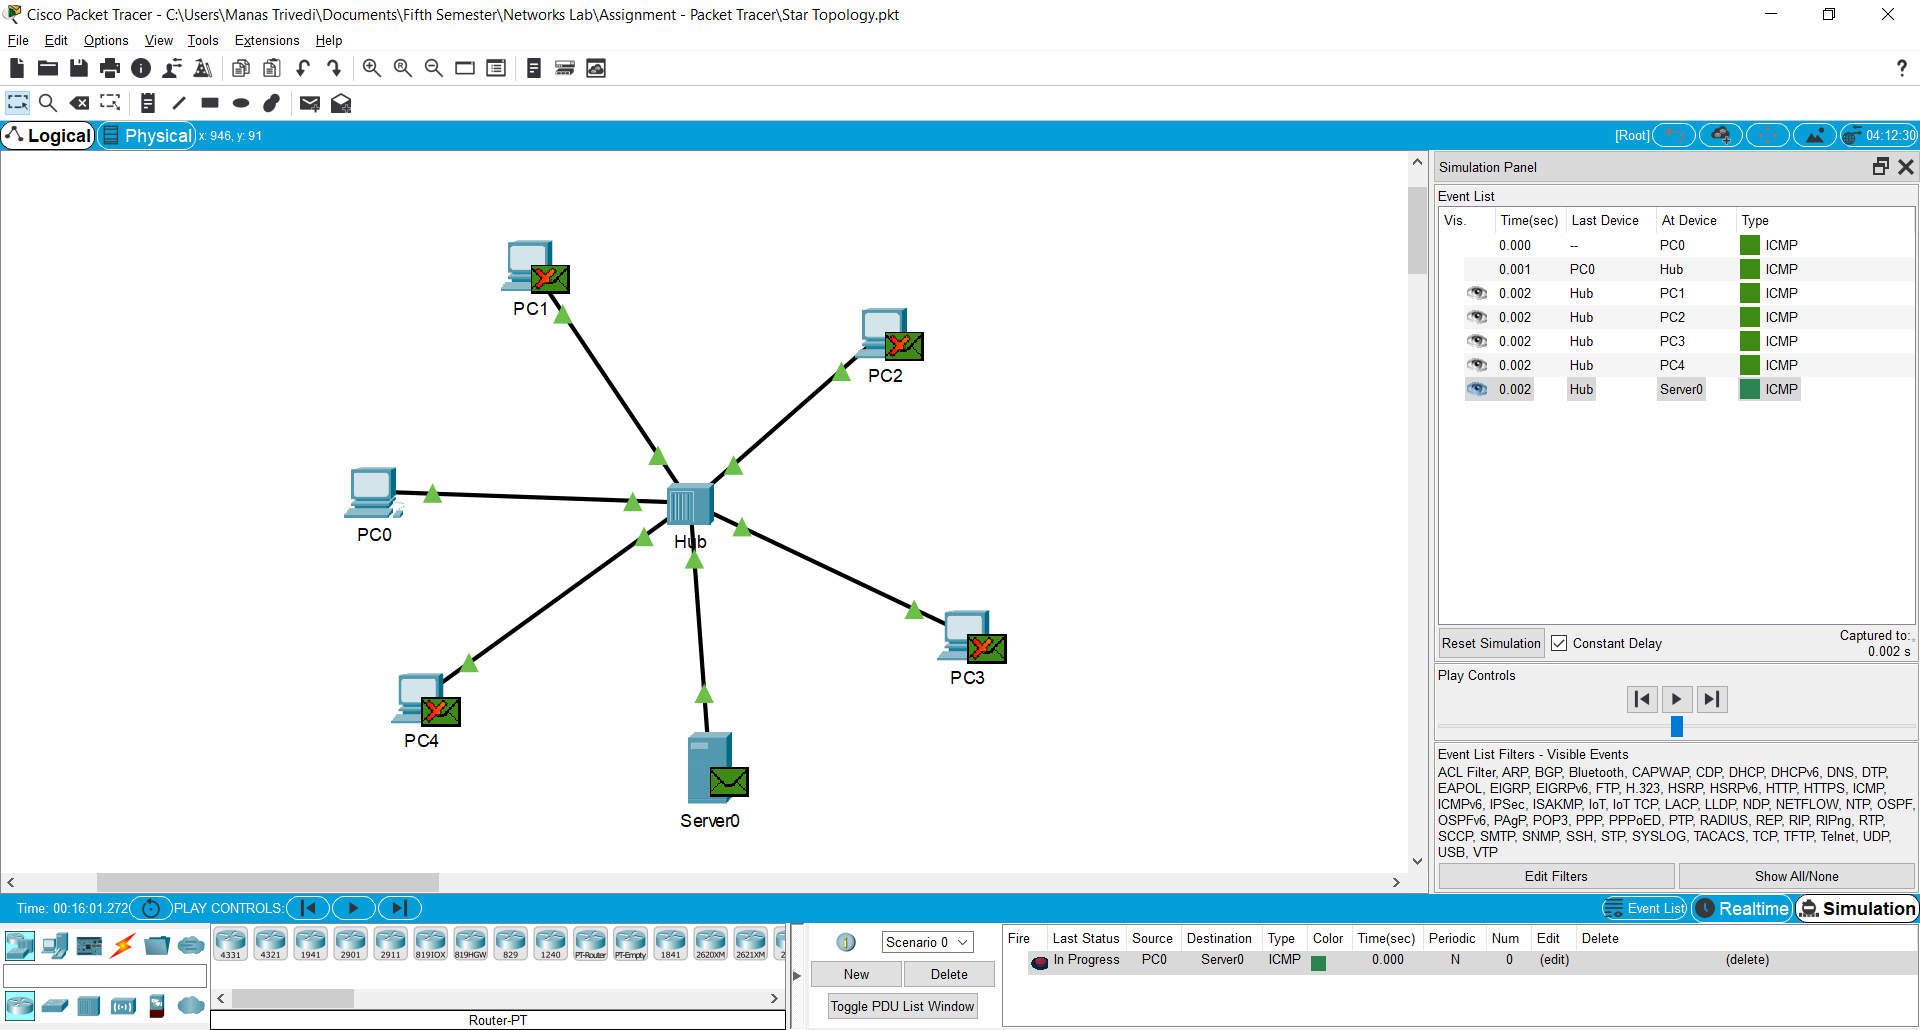 Cisco Packet Tracer - C:\Users\Manas Trivedi\Documents\Fifth Semester\Networks Lab\Assignment - Packet Tracer\Star Topology.pkt
File Edit Options View Tools Extensions Help
?
Logical Physical x: 946, y: 91 [Root] 04:12:30
Simulation Panel
Event List
Vis. Time(sec) Last Device At Device Type
0.000 -- PC0 ICMP
0.001 PC0 Hub ICMP
0.002 Hub PC1 ICMP
0.002 Hub PC2 ICMP
0.002 Hub PC3 ICMP
0.002 Hub PC4 ICMP
0.002 Hub Server0 ICMP
PC1
PC2
PC0
Hub
PC3
PC4
Server0
Reset Simulation Constant Delay Captured to:
0.002 s
Play Controls
Event List Filters - Visible Events
ACL Filter, ARP, BGP, Bluetooth, CAPWAP, CDP, DHCP, DHCPv6, DNS, DTP,
EAPOL, EIGRP, EIGRPv6, FTP, H.323, HSRP, HSRPv6, HTTP, HTTPS, ICMP,
ICMPv6, IPSec, ISAKMP, IoT, IoT TCP, LACP, LLDP, NDP, NETFLOW, NTP, OSPF,
OSPFv6, PAgP, POP3, PPP, PPPoED, PTP, RADIUS, REP, RIP, RIPng, RTP,
SCCP, SMTP, SNMP, SSH, STP, SYSLOG, TACACS, TCP, TFTP, Telnet, UDP,
USB, VTP
Edit Filters Show All/None
Time: 00:16:01.272 PLAY CONTROLS: Event List Realtime Simulation
4331 4321 1941 2901 2911 819IOX 819HGW 829 1240 PT-Router PT-Empty 1841 2620XM 2621XM 2
Router-PT
Scenario 0
New Delete
Toggle PDU List Window
Fire Last Status Source Destination Type Color Time(sec) Periodic Num Edit Delete
In Progress PC0 Server0 ICMP 0.000 N 0 (edit) (delete)